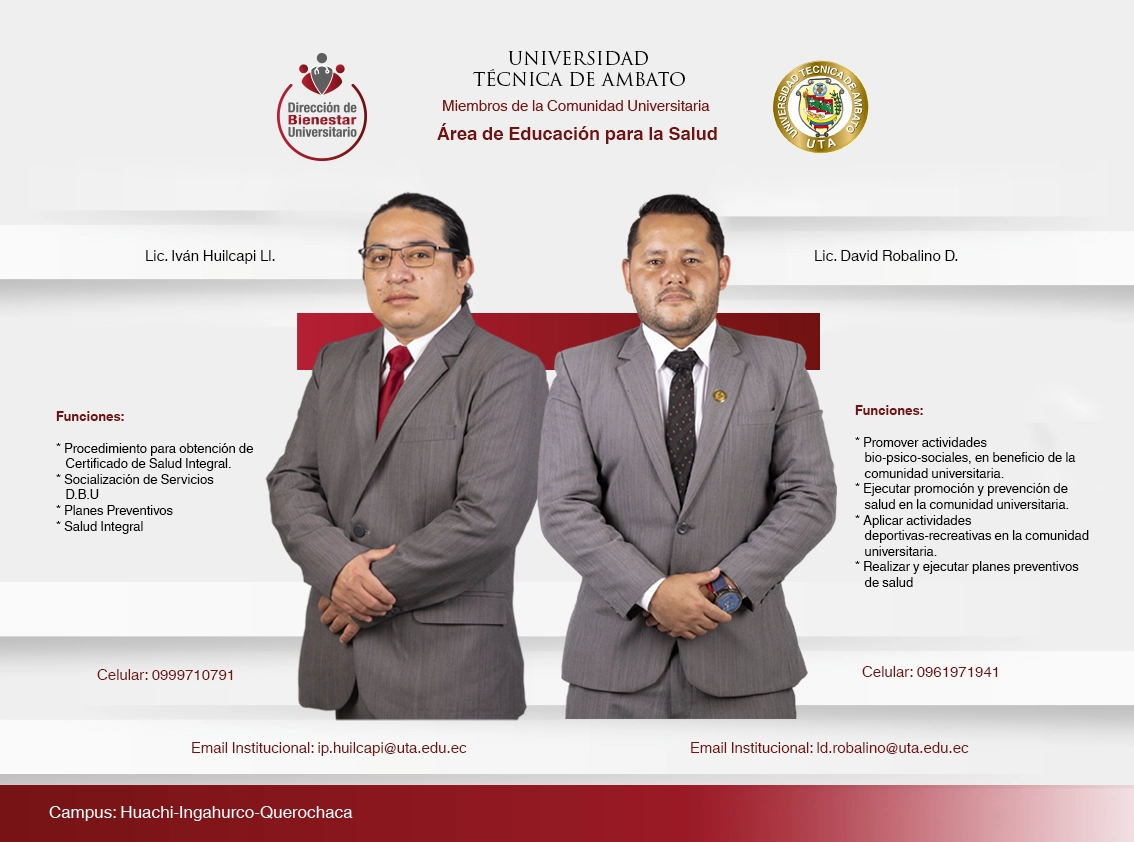 UNIVERSIDAD
TÉCNICA DE AMBATO
Miembros de la Comunidad Universitaria
Área de Educación para la Salud
Dirección de
Bienestar
Universitario
UNIVERSIDAD TECNICA DE AMBATO
UTA
Lic. Iván Huilcapi Ll.
Lic. David Robalino D.
Funciones:
* Procedimiento para obtención de
Certificado de Salud Integral.
* Socialización de Servicios
D.B.U
* Planes Preventivos
* Salud Integral
Funciones:
* Promover actividades
bio-psico-sociales, en beneficio de la
comunidad universitaria.
* Ejecutar promoción y prevención de
salud en la comunidad universitaria.
* Aplicar actividades
deportivas-recreativas en la comunidad
universitaria.
* Realizar y ejecutar planes preventivos
de salud
Celular: 0999710791
Celular: 0961971941
Email Institucional: ip.huilcapi@uta.edu.ec
Email Institucional: ld.robalino@uta.edu.ec
Campus: Huachi-Ingahurco-Querochaca